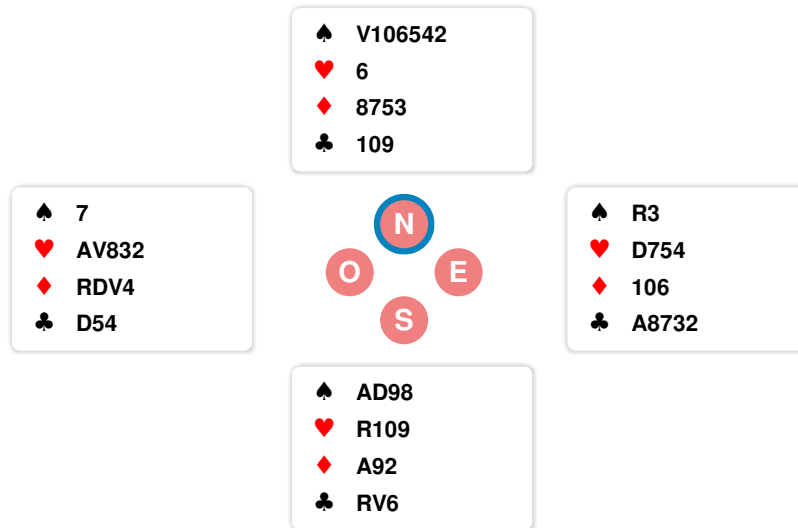 ♠ V106542
♥ 6
♦ 8753
♣ 109
♠ 7
♥ AV832
♦ RDV4
♣ D54
N
O E
S
♠ R3
♥ D754
♦ 106
♣ A8732
♠ AD98
♥ R109
♦ A92
♣ RV6